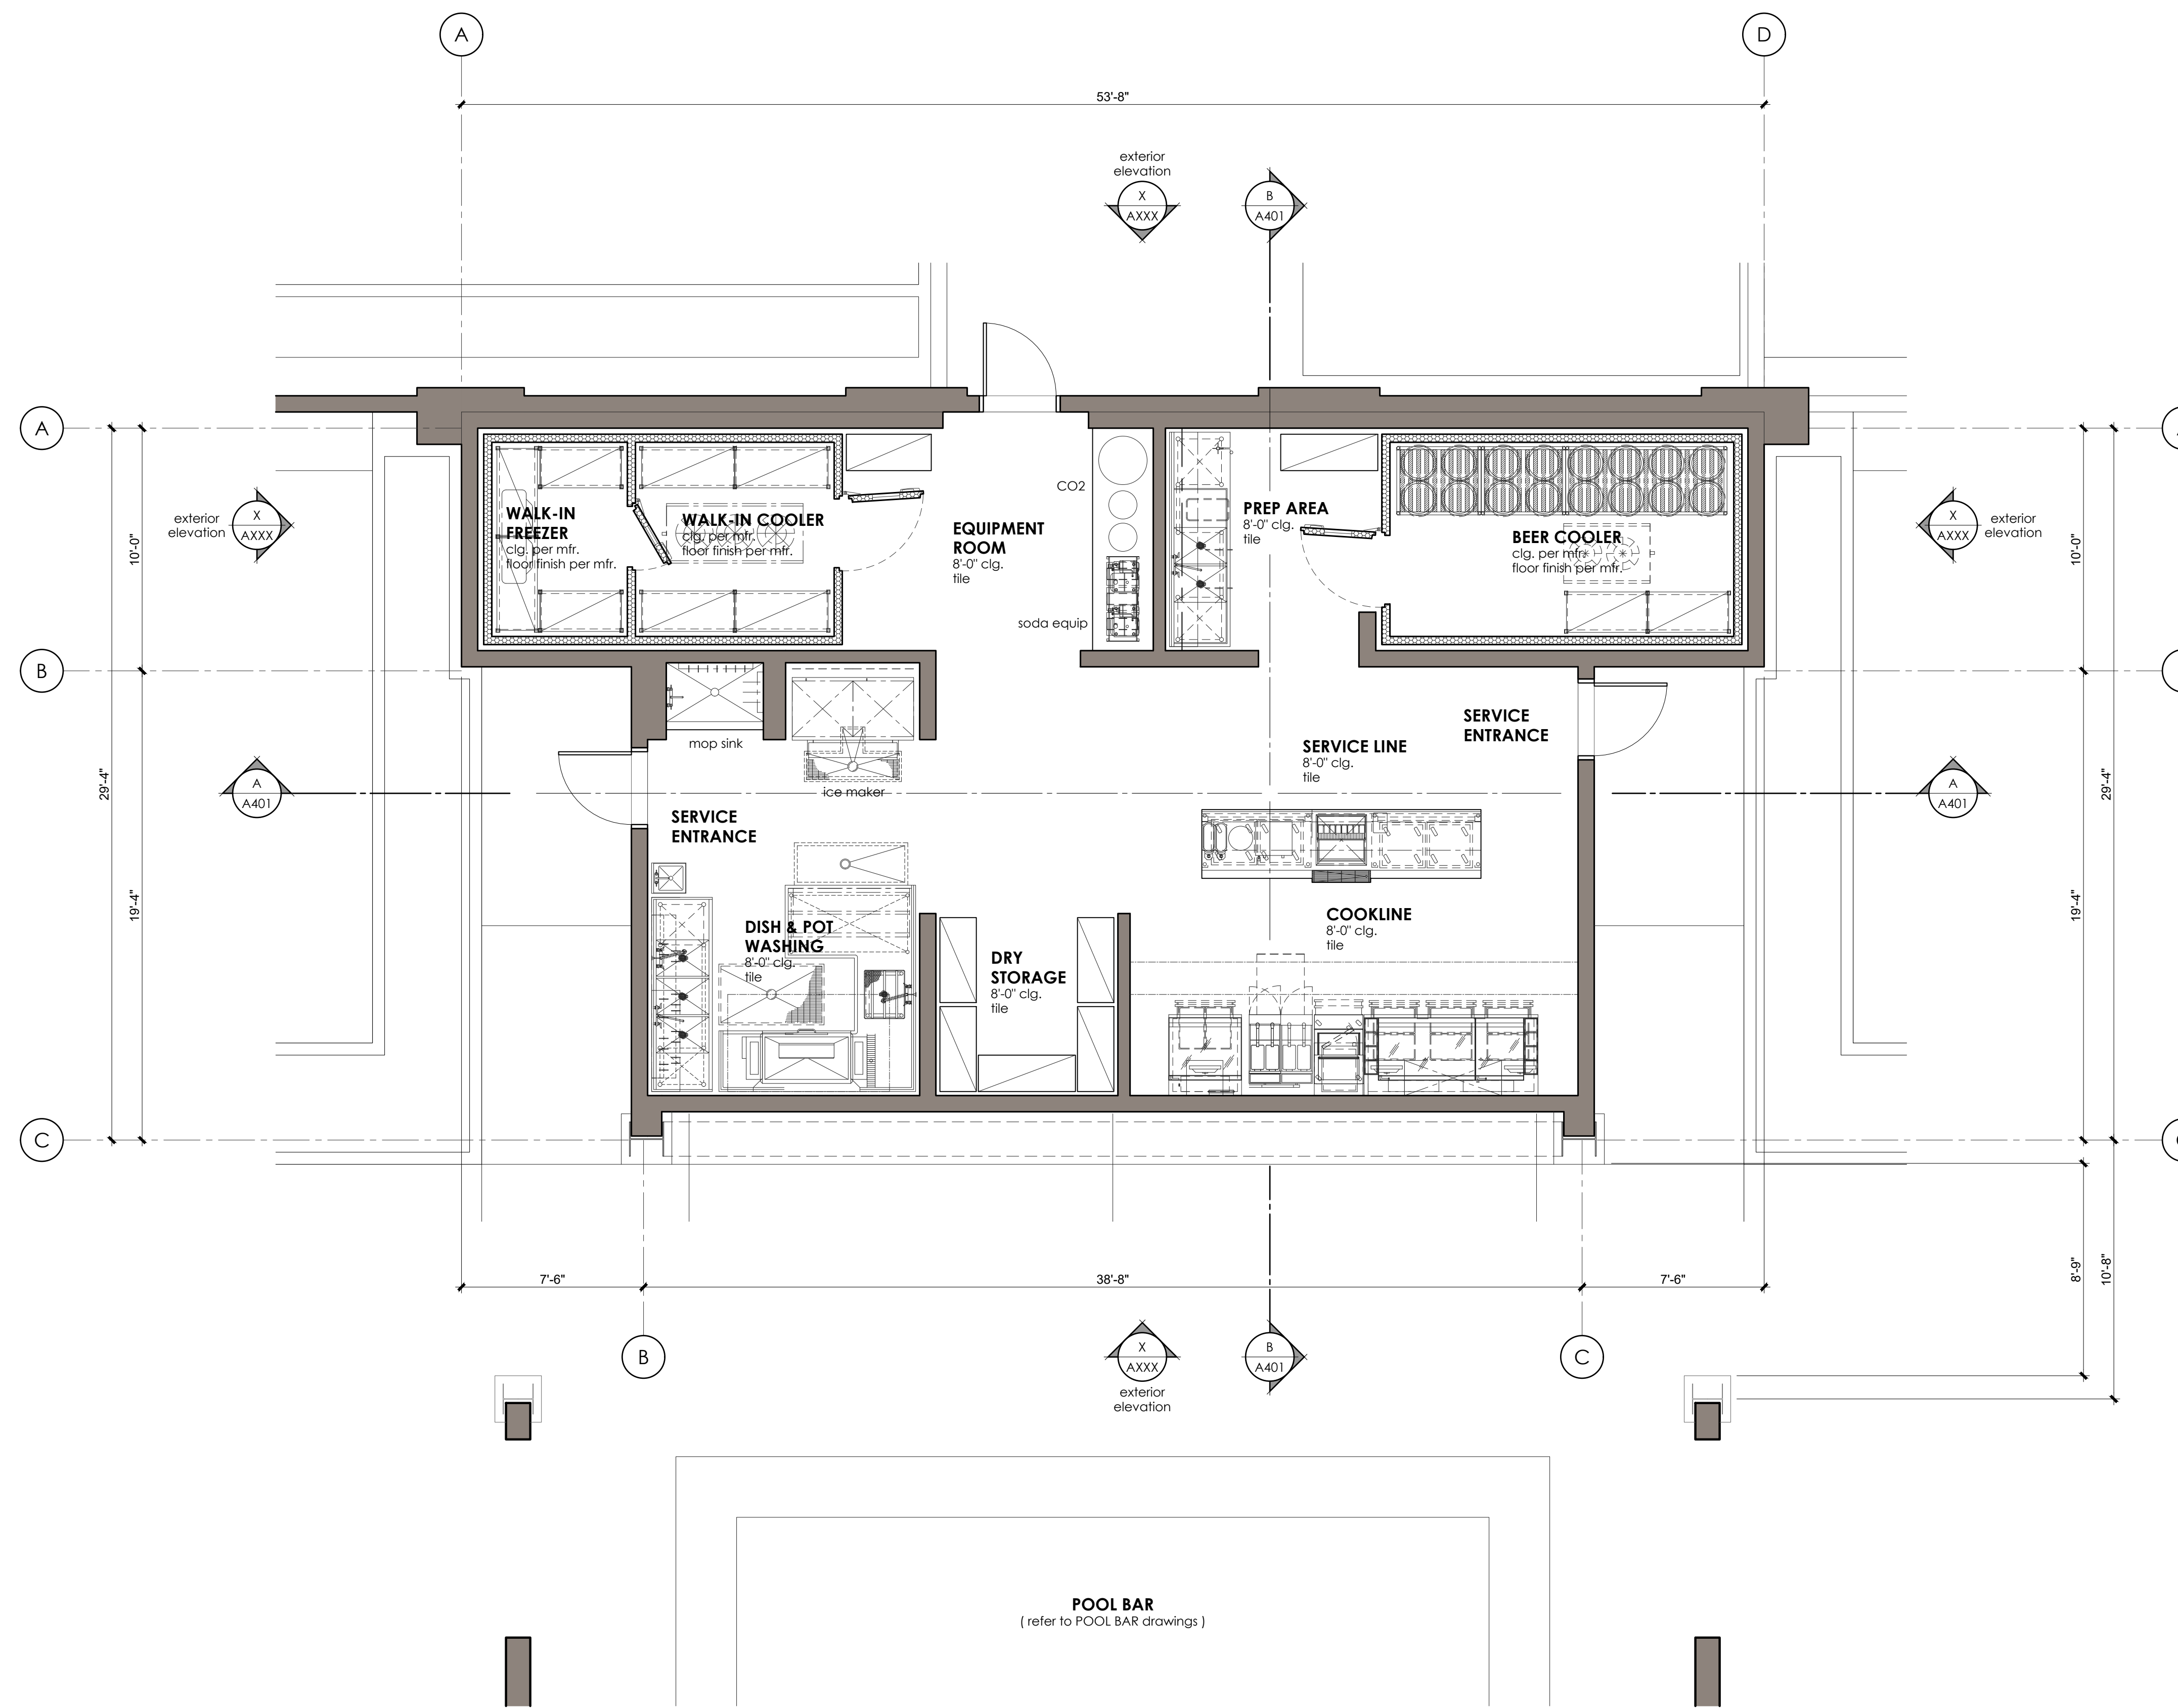 A
D
53'-8"
exterior
elevation
X
AXXX
B
A401
A
CO2
WALK-IN
FREEZER
clg. per mfr.
floor finish per mfr.
WALK-IN COOLER
clg. per mfr.
floor finish per mfr.
EQUIPMENT
ROOM
8'-0" clg.
tile
PREP AREA
8'-0" clg.
tile
BEER COOLER
clg. per mfr.
floor finish per mfr.
exterior
elevation
X
AXXX
X
AXXX
exterior
elevation
10'-0"
10'-0"
soda equip
B
mop sink
ice maker
SERVICE
ENTRANCE
SERVICE LINE
8'-0" clg.
tile
29'-4"
29'-4"
A
A401
A
A401
SERVICE
ENTRANCE
19'-4"
19'-4"
DISH & POT
WASHING
8'-0" clg.
tile
DRY
STORAGE
8'-0" clg.
tile
COOKLINE
8'-0" clg.
tile
C
7'-6"
38'-8"
7'-6"
8'-9"
10'-8"
B
X
AXXX
exterior
elevation
B
A401
C
POOL BAR
( refer to POOL BAR drawings )